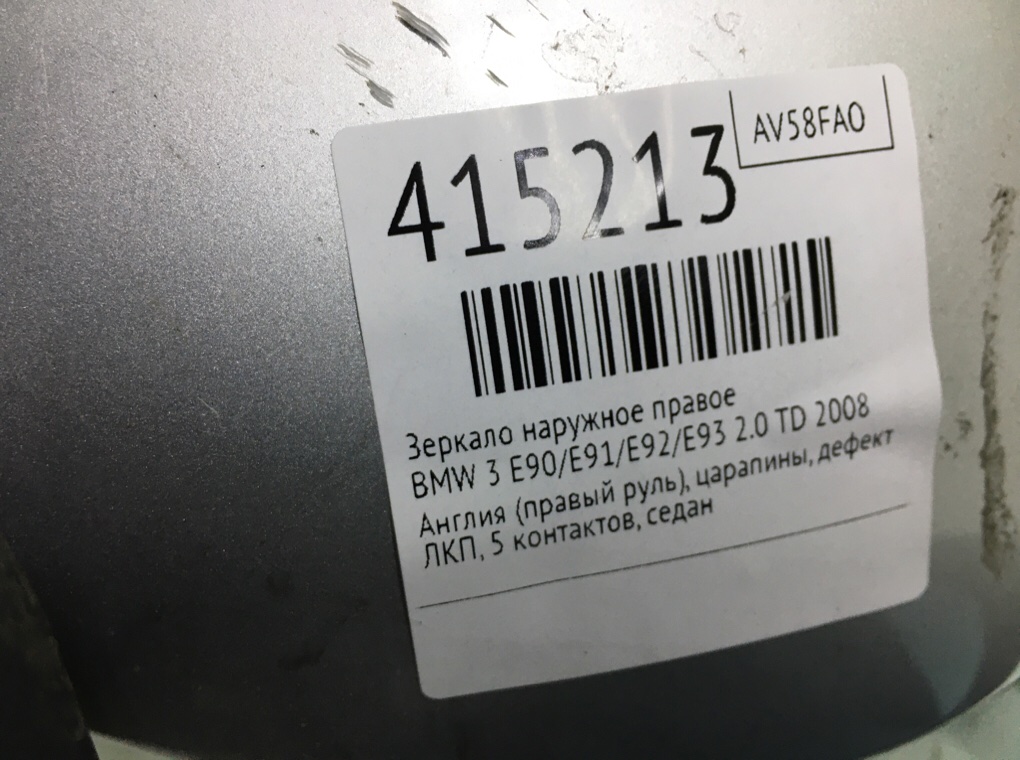 AV58FAO
415213
Зеркало наружное правое
BMW 3 E90/E91/E92/E93 2.0 TD 2008
Англия (правый руль), царапины, дефект
ЛКП, 5 контактов, седан